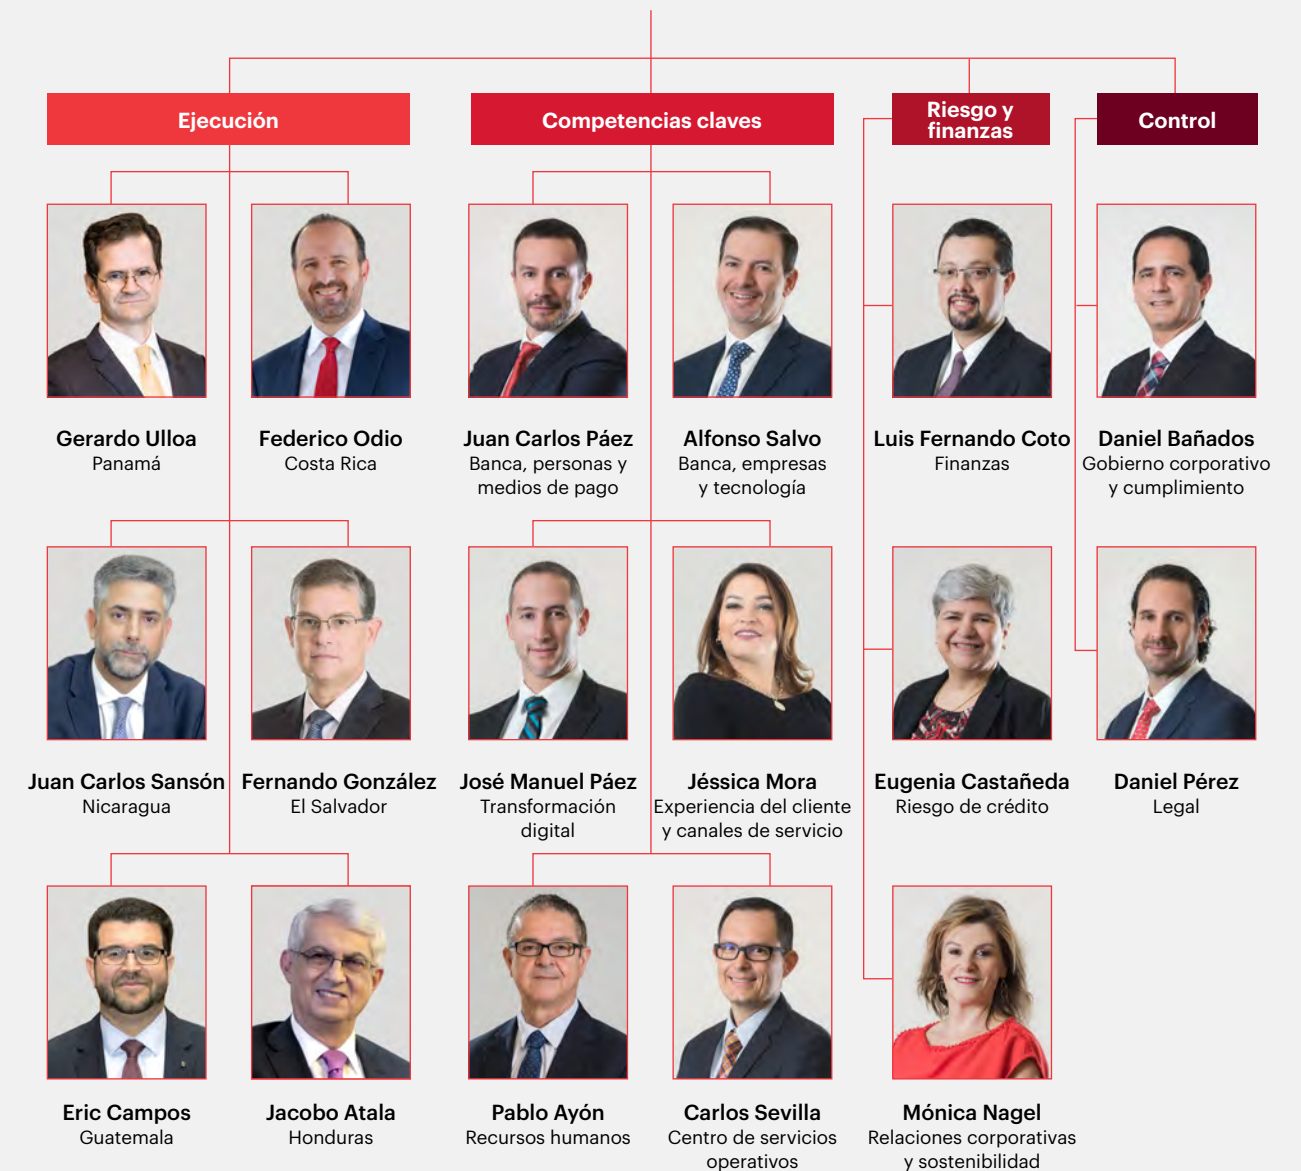 Ejecución
Competencias claves
Riesgo y
finanzas
Control
Gerardo Ulloa
Panamá
Federico Odio
Costa Rica
Juan Carlos Páez
Banca, personas y
medios de pago
Alfonso Salvo
Banca, empresas
y tecnología
Luis Fernando Coto
Finanzas
Daniel Bañados
Gobierno corporativo
y cumplimiento
Juan Carlos Sansón
Nicaragua
Fernando González
El Salvador
José Manuel Páez
Transformación
digital
Jéssica Mora
Experiencia del cliente
y canales de servicio
Eugenia Castañeda
Riesgo de crédito
Daniel Pérez
Legal
Eric Campos
Guatemala
Jacobo Atala
Honduras
Pablo Ayón
Recursos humanos
Carlos Sevilla
Centro de servicios
operativos
Mónica Nagel
Relaciones corporativas
y sostenibilidad